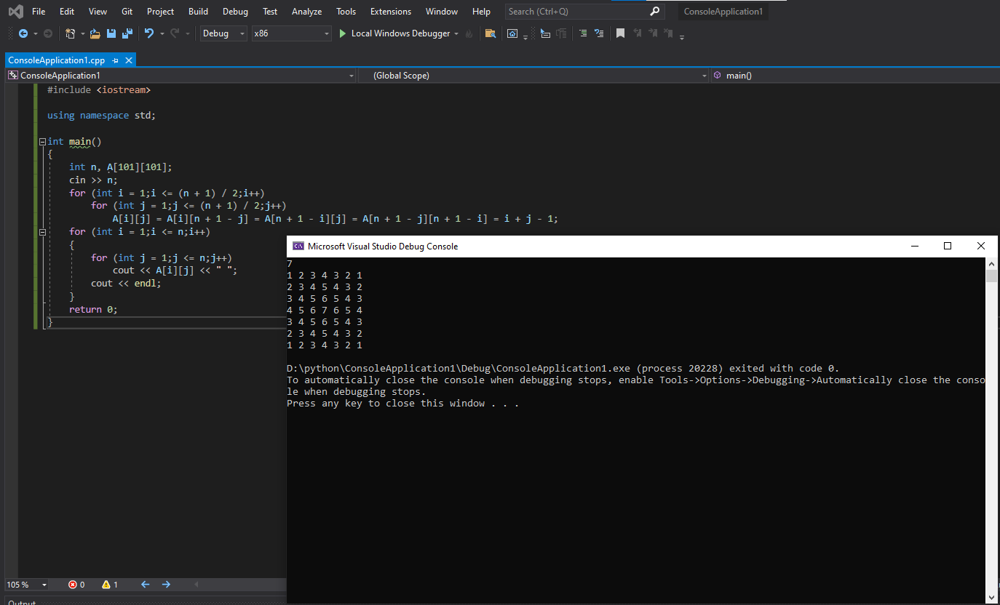 File Edit View Git Project Build Debug Test Analyze Tools Extensions Window Help Search (Ctrl+Q) ConsoleApplication1
Debug x86 Local Windows Debugger
ConsoleApplication1.cpp
ConsoleApplication1 (Global Scope) main()
#include <iostream>
using namespace std;
int main()
{
int n, A[101][101];
cin >> n;
for (int i = 1;i <= (n + 1) / 2;i++)
for (int j = 1;j <= (n + 1) / 2;j++)
A[i][j] = A[i][n + 1 - j] = A[n + 1 - i][j] = A[n + 1 - j][n + 1 - i] = i + j - 1;
for (int i = 1;i <= n;i++)
{
for (int j = 1;j <= n;j++)
cout << A[i][j] << " ";
cout << endl;
}
return 0;
}
Microsoft Visual Studio Debug Console
7
1 2 3 4 3 2 1
2 3 4 5 4 3 2
3 4 5 6 5 4 3
4 5 6 7 6 5 4
3 4 5 6 5 4 3
2 3 4 5 4 3 2
1 2 3 4 3 2 1
D:\python\ConsoleApplication1\Debug\ConsoleApplication1.exe (process 20228) exited with code 0.
To automatically close the console when debugging stops, enable Tools->Options->Debugging->Automatically close the conso
le when debugging stops.
Press any key to close this window . . .
105 % 0 1
Output